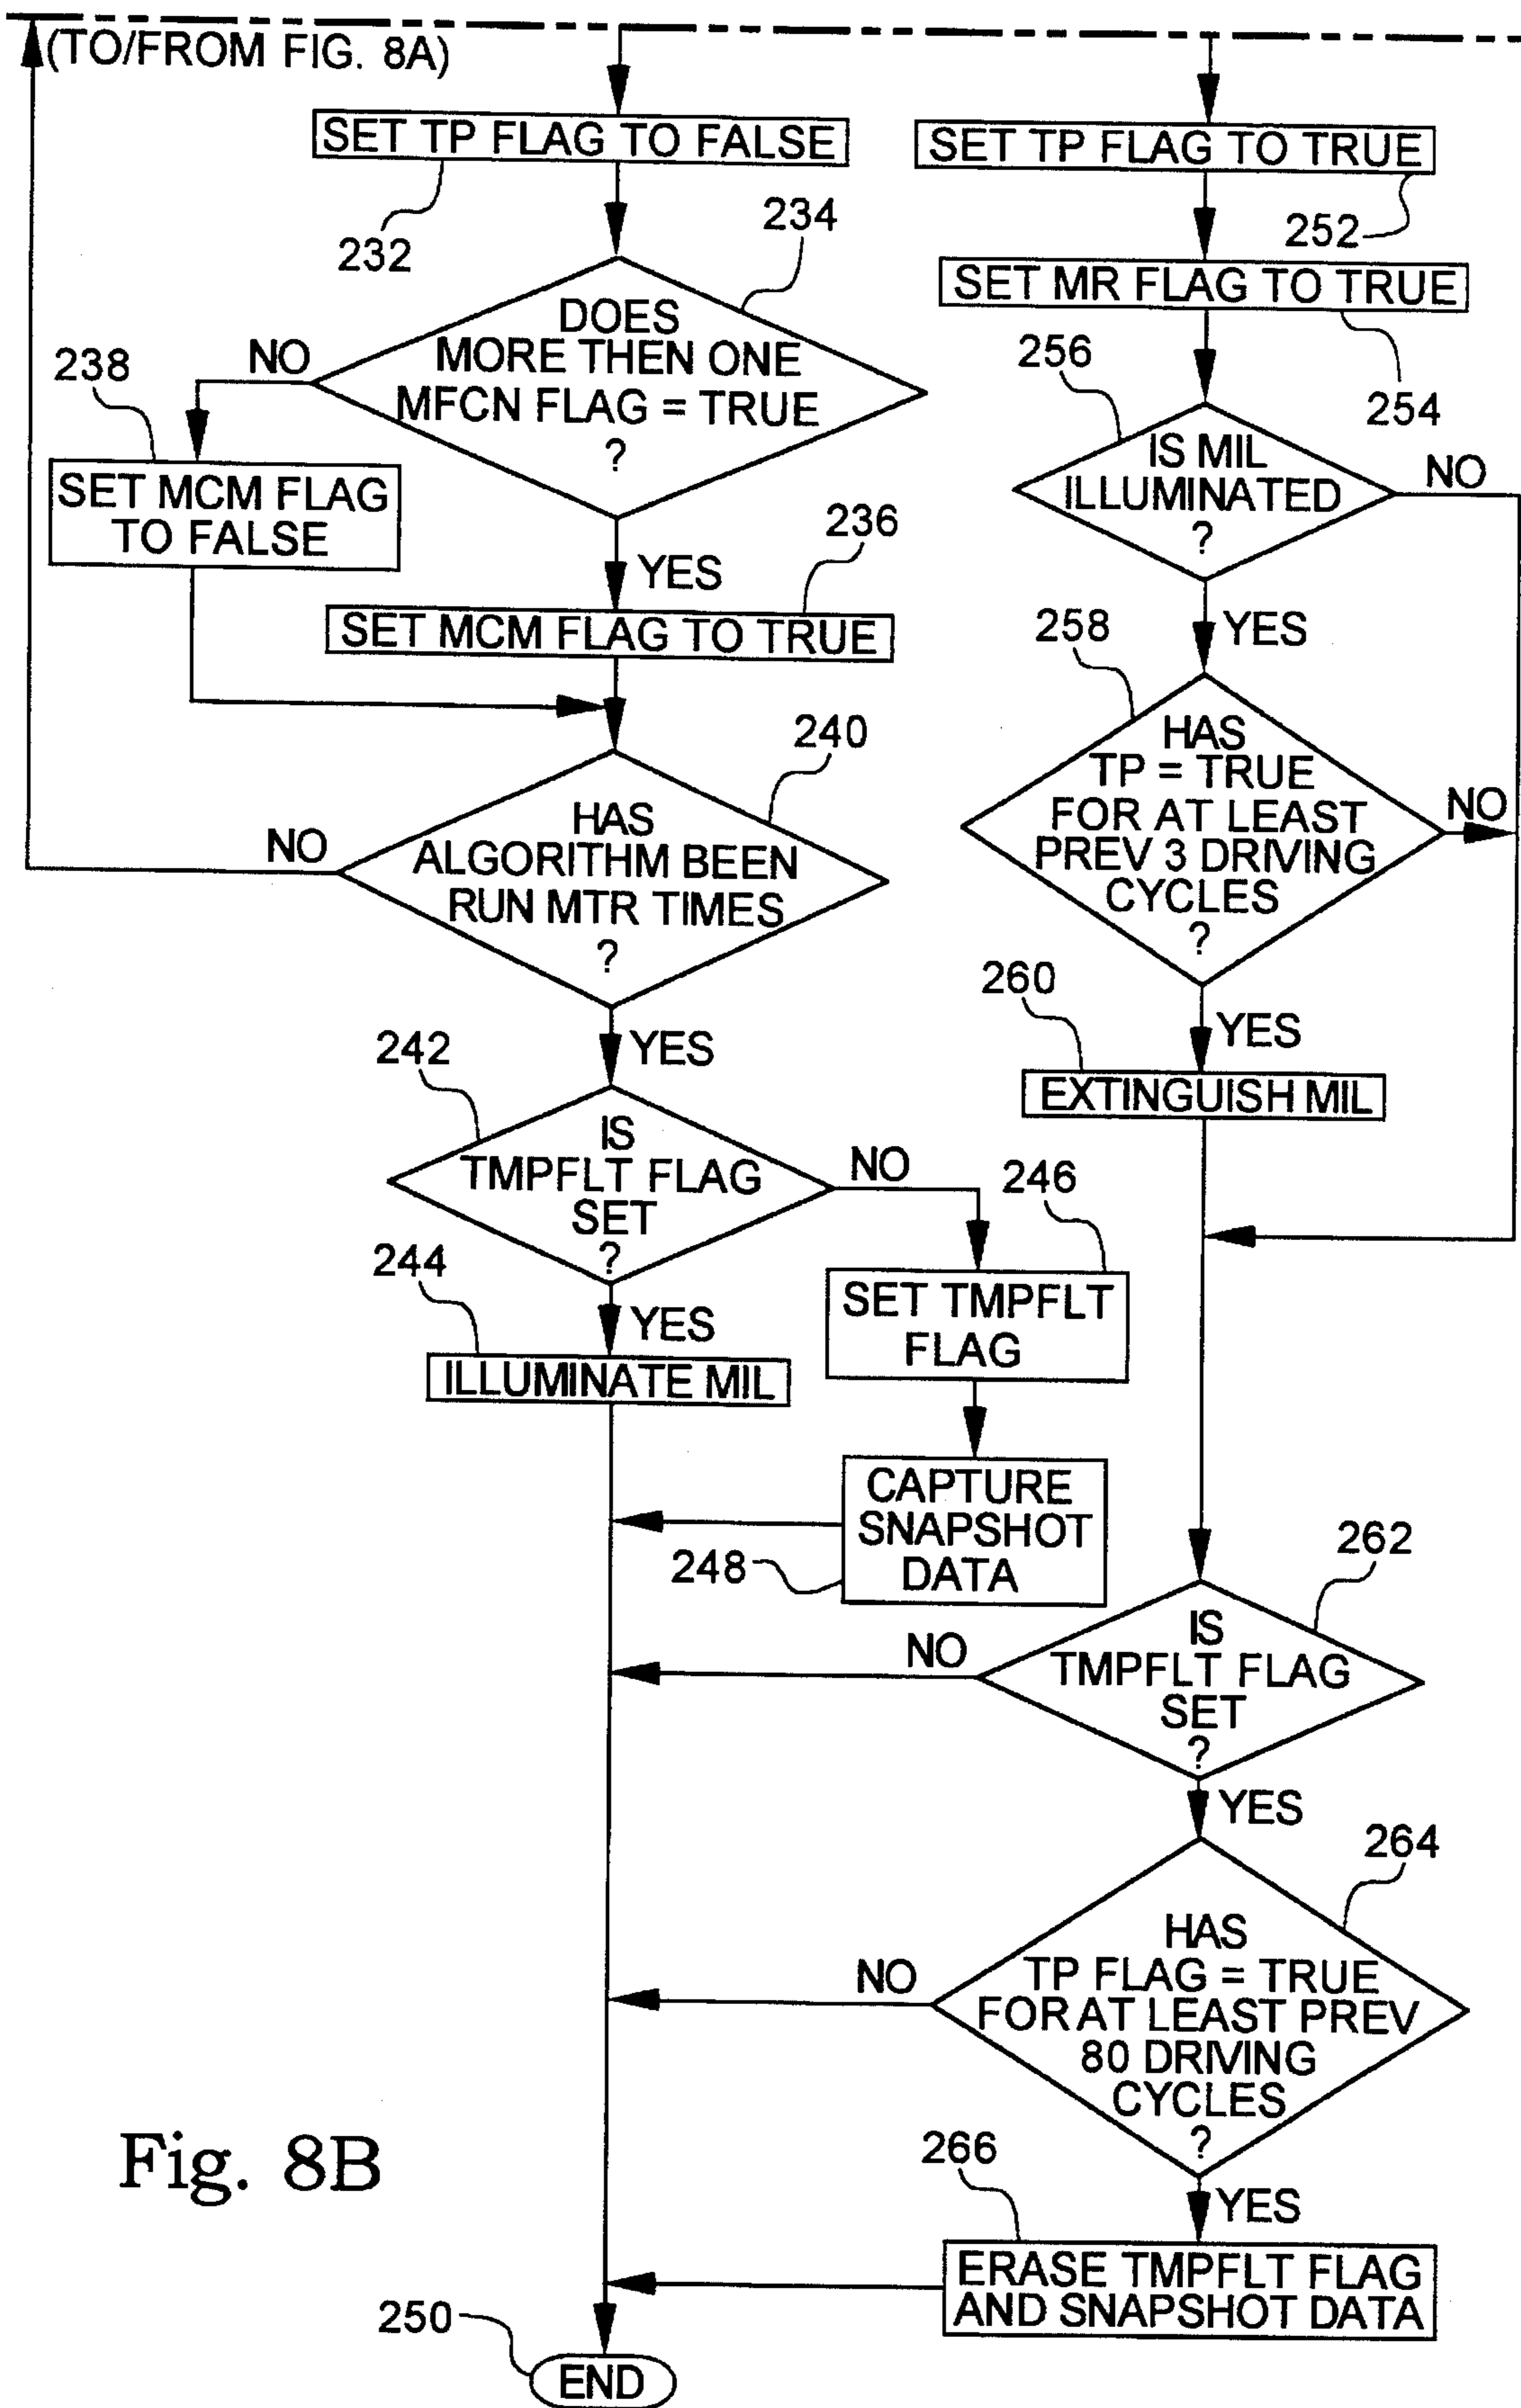 (TO/FROM FIG. 8A)
SET TP FLAG TO FALSE
232
234
DOES
MORE THEN ONE
MFCN FLAG = TRUE
?
NO
238
SET MCM FLAG
TO FALSE
YES
236
SET MCM FLAG TO TRUE
240
HAS
ALGORITHM BEEN
RUN MTR TIMES
?
NO
YES
242
IS
TMPFLT FLAG
SET
?
NO
246
SET TMPFLT
FLAG
244
YES
ILLUMINATE MIL
CAPTURE
SNAPSHOT
DATA
248
SET TP FLAG TO TRUE
252
SET MR FLAG TO TRUE
254
256
IS MIL
ILLUMINATED
?
NO
YES
258
HAS
TP = TRUE
FOR AT LEAST
PREV 3 DRIVING
CYCLES
?
NO
260
YES
EXTINGUISH MIL
262
IS
TMPFLT FLAG
SET
?
NO
YES
264
HAS
TP FLAG = TRUE
FOR AT LEAST PREV
80 DRIVING
CYCLES
?
NO
YES
266
ERASE TMPFLT FLAG
AND SNAPSHOT DATA
250
END
Fig. 8B